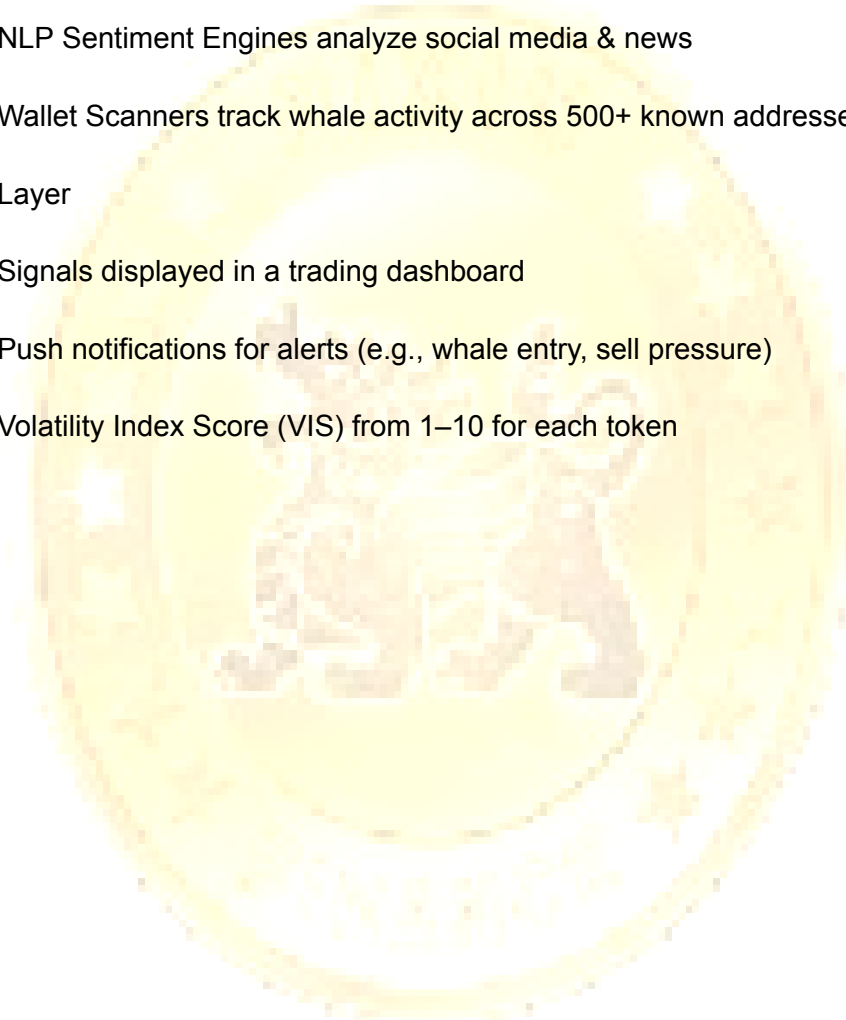 NLP Sentiment Engines analyze social media & news
Wallet Scanners track whale activity across 500+ known addresse
Layer
Signals displayed in a trading dashboard
Push notifications for alerts (e.g., whale entry, sell pressure)
Volatility Index Score (VIS) from 1–10 for each token